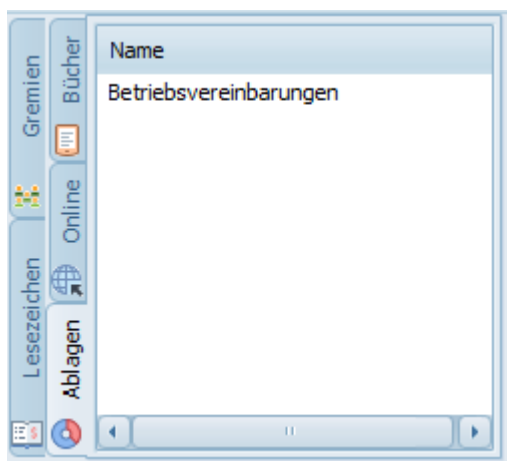 Gremien
Lesezeichen
Bücher
Online
Ablagen
Name
Betriebsvereinbarungen